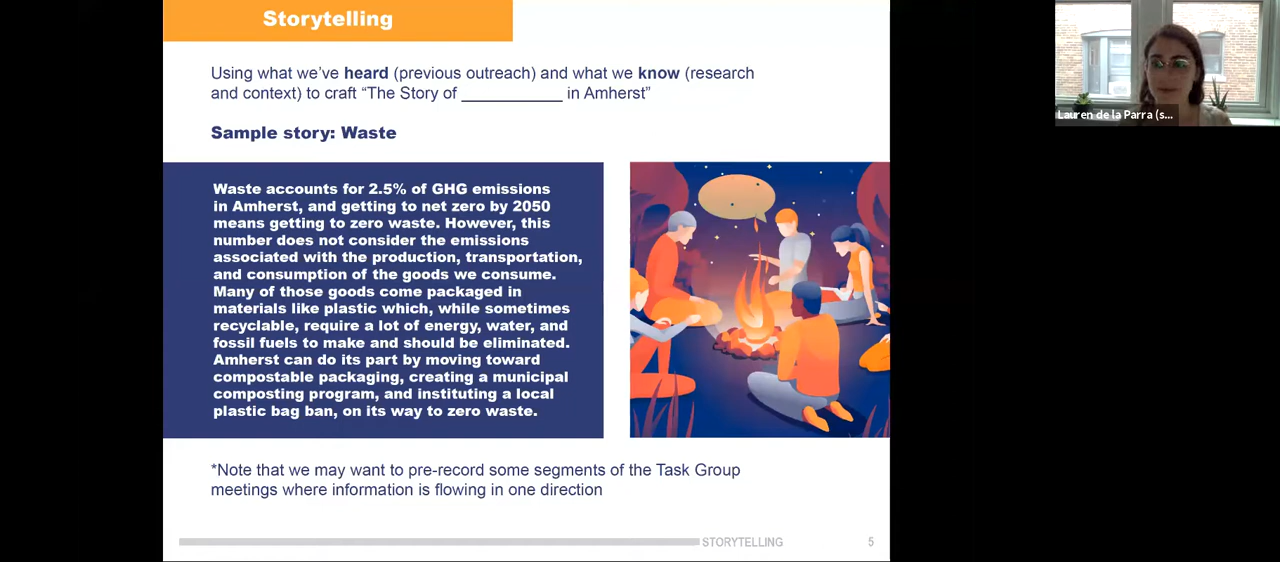 Storytelling
Using what we've heard (previous outreach) and what we know (research
and context) to craft “The Story of ____________ in Amherst”
Sample story: Waste
Waste accounts for 2.5% of GHG emissions
in Amherst, and getting to net zero by 2050
means getting to zero waste. However, this
number does not consider the emissions
associated with the production, transportation,
and consumption of the goods we consume.
Many of those goods come packaged in
materials like plastic which, while sometimes
recyclable, require a lot of energy, water, and
fossil fuels to make and should be eliminated.
Amherst can do its part by moving toward
compostable packaging, creating a municipal
composting program, and instituting a local
plastic bag ban, on its way to zero waste.
*Note that we may want to pre-record some segments of the Task Group
meetings where information is flowing in one direction
STORYTELLING 5
Lauren de la Parra (s...